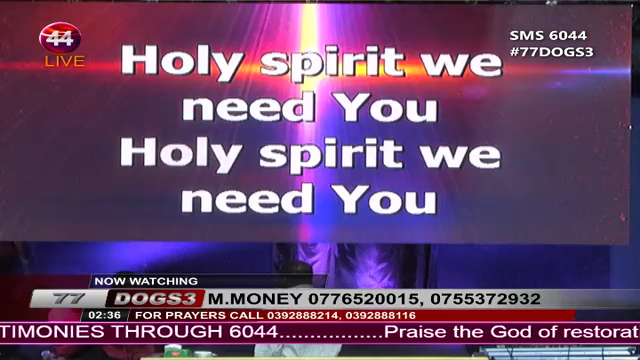 44
LIVE
SMS 6044
#77DOGS3
Holy spirit we
need You
Holy spirit we
need You
NOW WATCHING
77 DOGS3 M.MONEY 0776520015, 0755372932
02:36 FOR PRAYERS CALL 0392888214, 0392888116
TIMONIES THROUGH 6044.................Praise the God of restorat